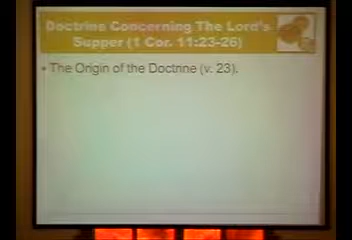 Doctrine Concerning The Lord's
Supper (1 Cor. 11:23-26)
• The Origin of the Doctrine (v. 23).